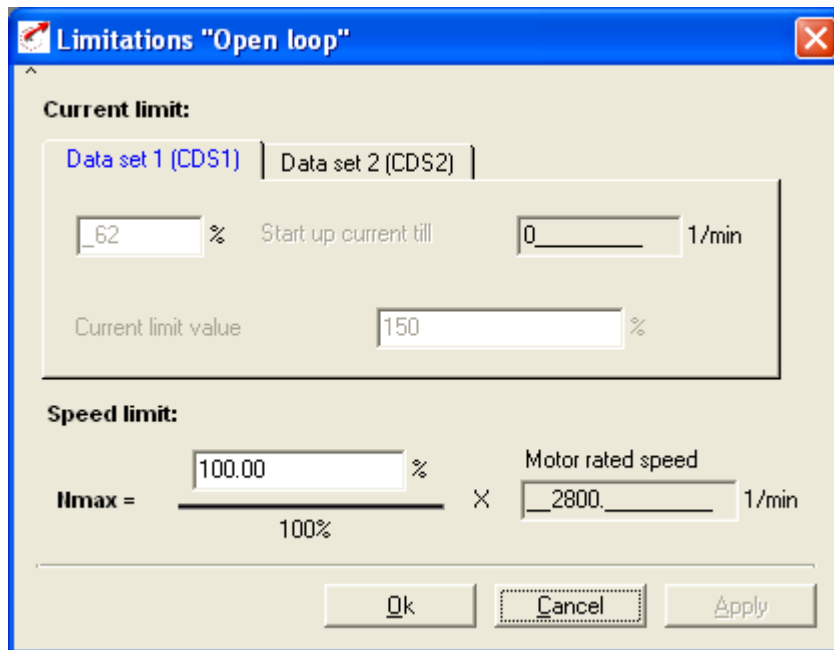 Limitations "Open loop"
^
Current limit:
Data set 1 (CDS1) Data set 2 (CDS2)
_62 % Start up current till 0_________ 1/min
Current limit value 150 %
Speed limit:
Motor rated speed
100.00 %
Nmax = X __2800._________ 1/min
100%
Ok Cancel Apply